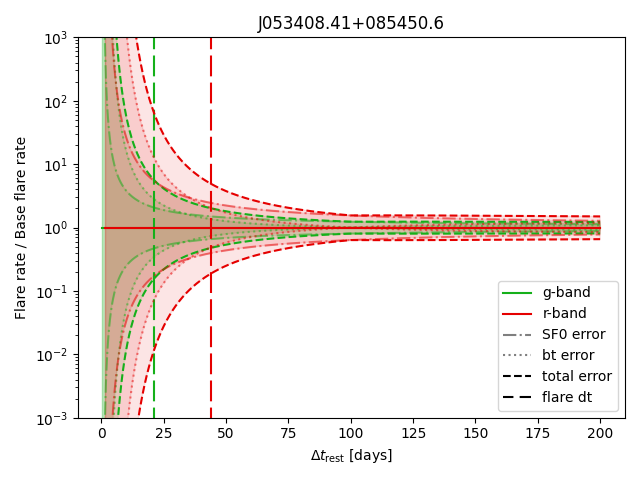 J053408.41+085450.6
Flare rate / Base flare rate
10³
10²
10¹
10⁰
10⁻¹
10⁻²
10⁻³
g-band
r-band
SF0 error
bt error
total error
flare dt
0 25 50 75 100 125 150 175 200
Δt_rest [days]